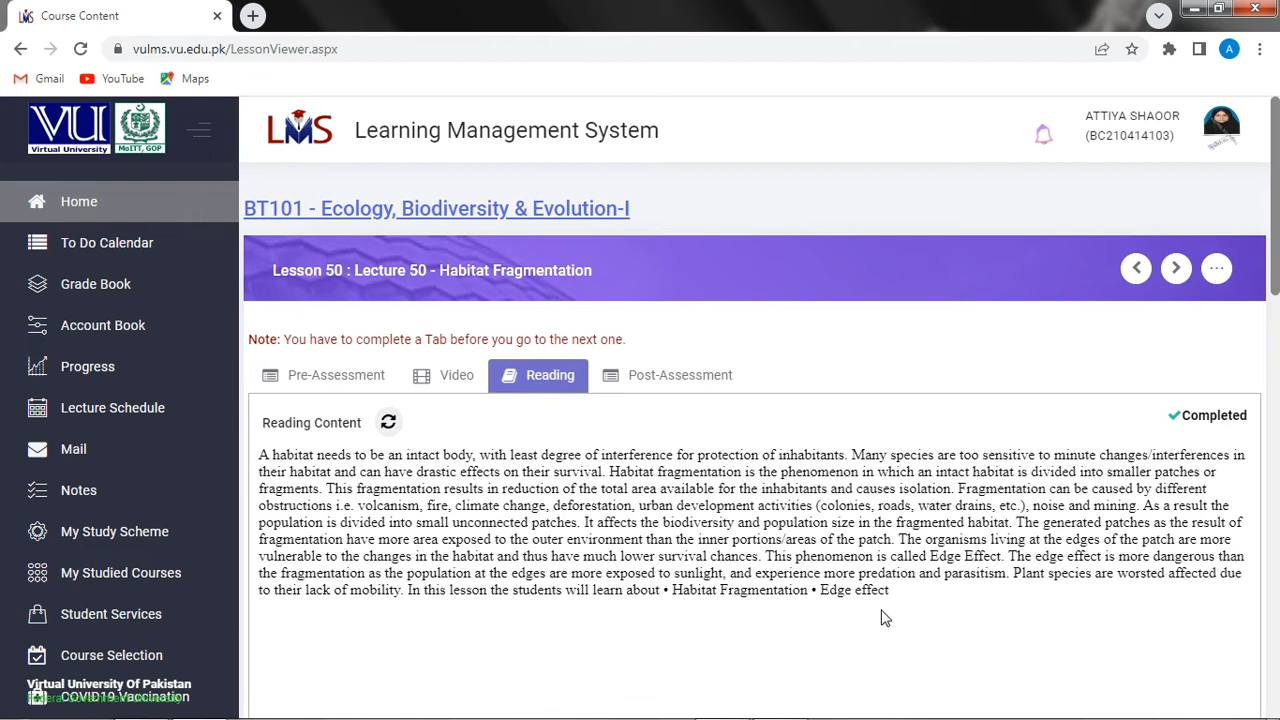 Course Content
vulms.vu.edu.pk/LessonViewer.aspx
A
Gmail
YouTube
Maps
VU
Virtual University
MoITT, GOP
LMS
Learning Management System
ATTIYA SHAOOR
(BC210414103)
Home
To Do Calendar
Grade Book
Account Book
Progress
Lecture Schedule
Mail
Notes
My Study Scheme
My Studied Courses
Student Services
Course Selection
Virtual University Of Pakistan
Federal Government University
COVID19 Vaccination
BT101 - Ecology, Biodiversity & Evolution-I
Lesson 50 : Lecture 50 - Habitat Fragmentation
Note: You have to complete a Tab before you go to the next one.
Pre-Assessment
Video
Reading
Post-Assessment
Reading Content
Completed
A habitat needs to be an intact body, with least degree of interference for protection of inhabitants. Many species are too sensitive to minute changes/interferences in
their habitat and can have drastic effects on their survival. Habitat fragmentation is the phenomenon in which an intact habitat is divided into smaller patches or
fragments. This fragmentation results in reduction of the total area available for the inhabitants and causes isolation. Fragmentation can be caused by different
obstructions i.e. volcanism, fire, climate change, deforestation, urban development activities (colonies, roads, water drains, etc.), noise and mining. As a result the
population is divided into small unconnected patches. It affects the biodiversity and population size in the fragmented habitat. The generated patches as the result of
fragmentation have more area exposed to the outer environment than the inner portions/areas of the patch. The organisms living at the edges of the patch are more
vulnerable to the changes in the habitat and thus have much lower survival chances. This phenomenon is called Edge Effect. The edge effect is more dangerous than
the fragmentation as the population at the edges are more exposed to sunlight, and experience more predation and parasitism. Plant species are worsted affected due
to their lack of mobility. In this lesson the students will learn about • Habitat Fragmentation • Edge effect